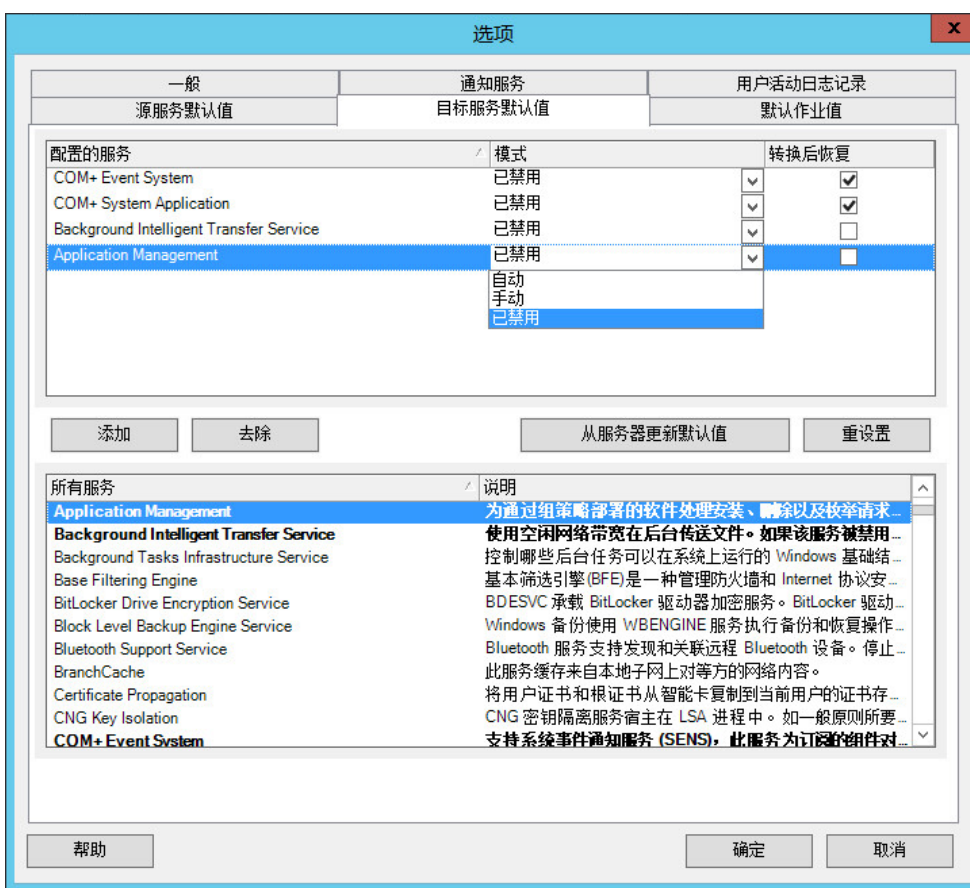 选项
x
一般 通知服务 用户活动日志记录
源服务默认值 目标服务默认值 默认作业值
配置的服务 模式 转换后恢复
COM+ Event System 已禁用
COM+ System Application 已禁用
Background Intelligent Transfer Service 已禁用
Application Management 已禁用
自动
手动
已禁用
添加 去除 从服务器更新默认值 重设置
所有服务 说明
Application Management 为通过组策略部署的软件处理安装、删除以及枚举请求...
Background Intelligent Transfer Service 使用空闲网络带宽在后台传送文件。如果该服务被禁用...
Background Tasks Infrastructure Service 控制哪些后台任务可以在系统上运行的 Windows 基础结...
Base Filtering Engine 基本筛选引擎(BFE)是一种管理防火墙和 Internet 协议安...
BitLocker Drive Encryption Service BDESVC 承载 BitLocker 驱动器加密服务。BitLocker 驱动...
Block Level Backup Engine Service Windows 备份使用 WBENGINE 服务执行备份和恢复操作...
Bluetooth Support Service Bluetooth 服务支持发现和关联远程 Bluetooth 设备。停止...
BranchCache 此服务缓存来自本地子网上对等方的网络内容。
Certificate Propagation 将用户证书和根证书从智能卡复制到当前用户的证书存...
CNG Key Isolation CNG 密钥隔离服务宿主在 LSA 进程中。如一般原则所要...
COM+ Event System 支持系统事件通知服务 (SENS)，此服务为订阅的组件对...
帮助 确定 取消